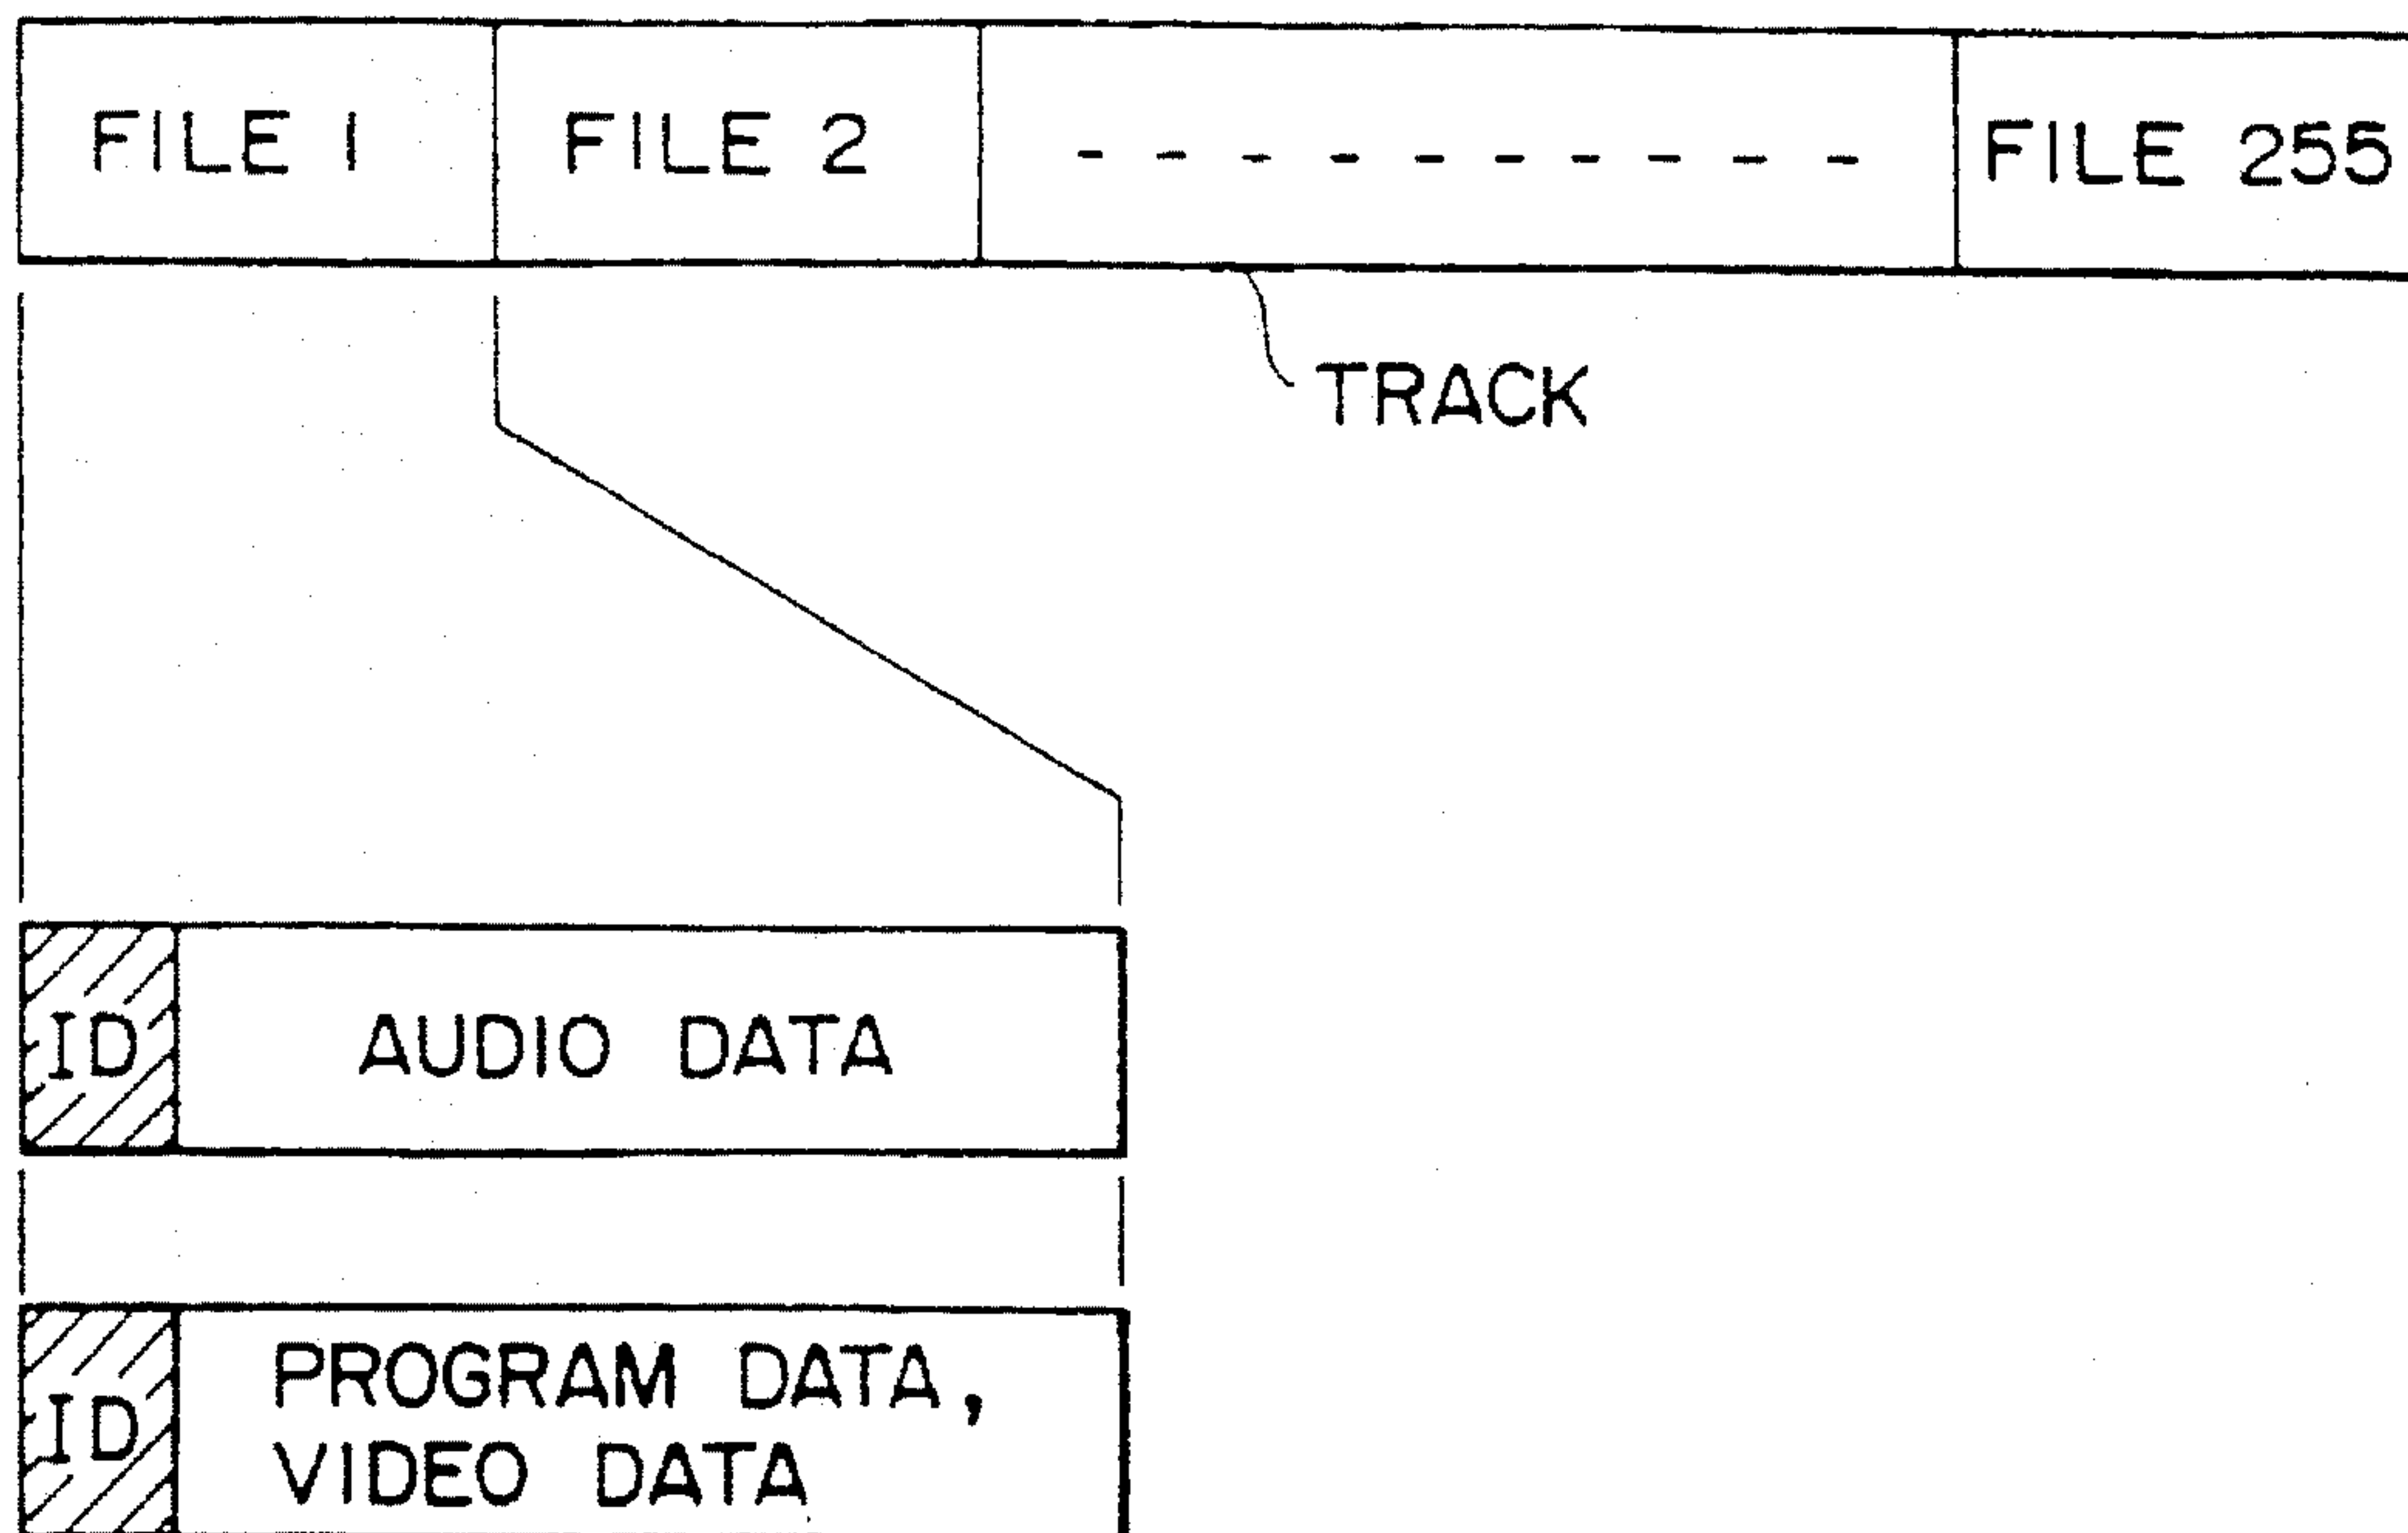 FILE 1 FILE 2 - - - - - - - - - - FILE 255
TRACK
ID AUDIO DATA
ID PROGRAM DATA,
VIDEO DATA